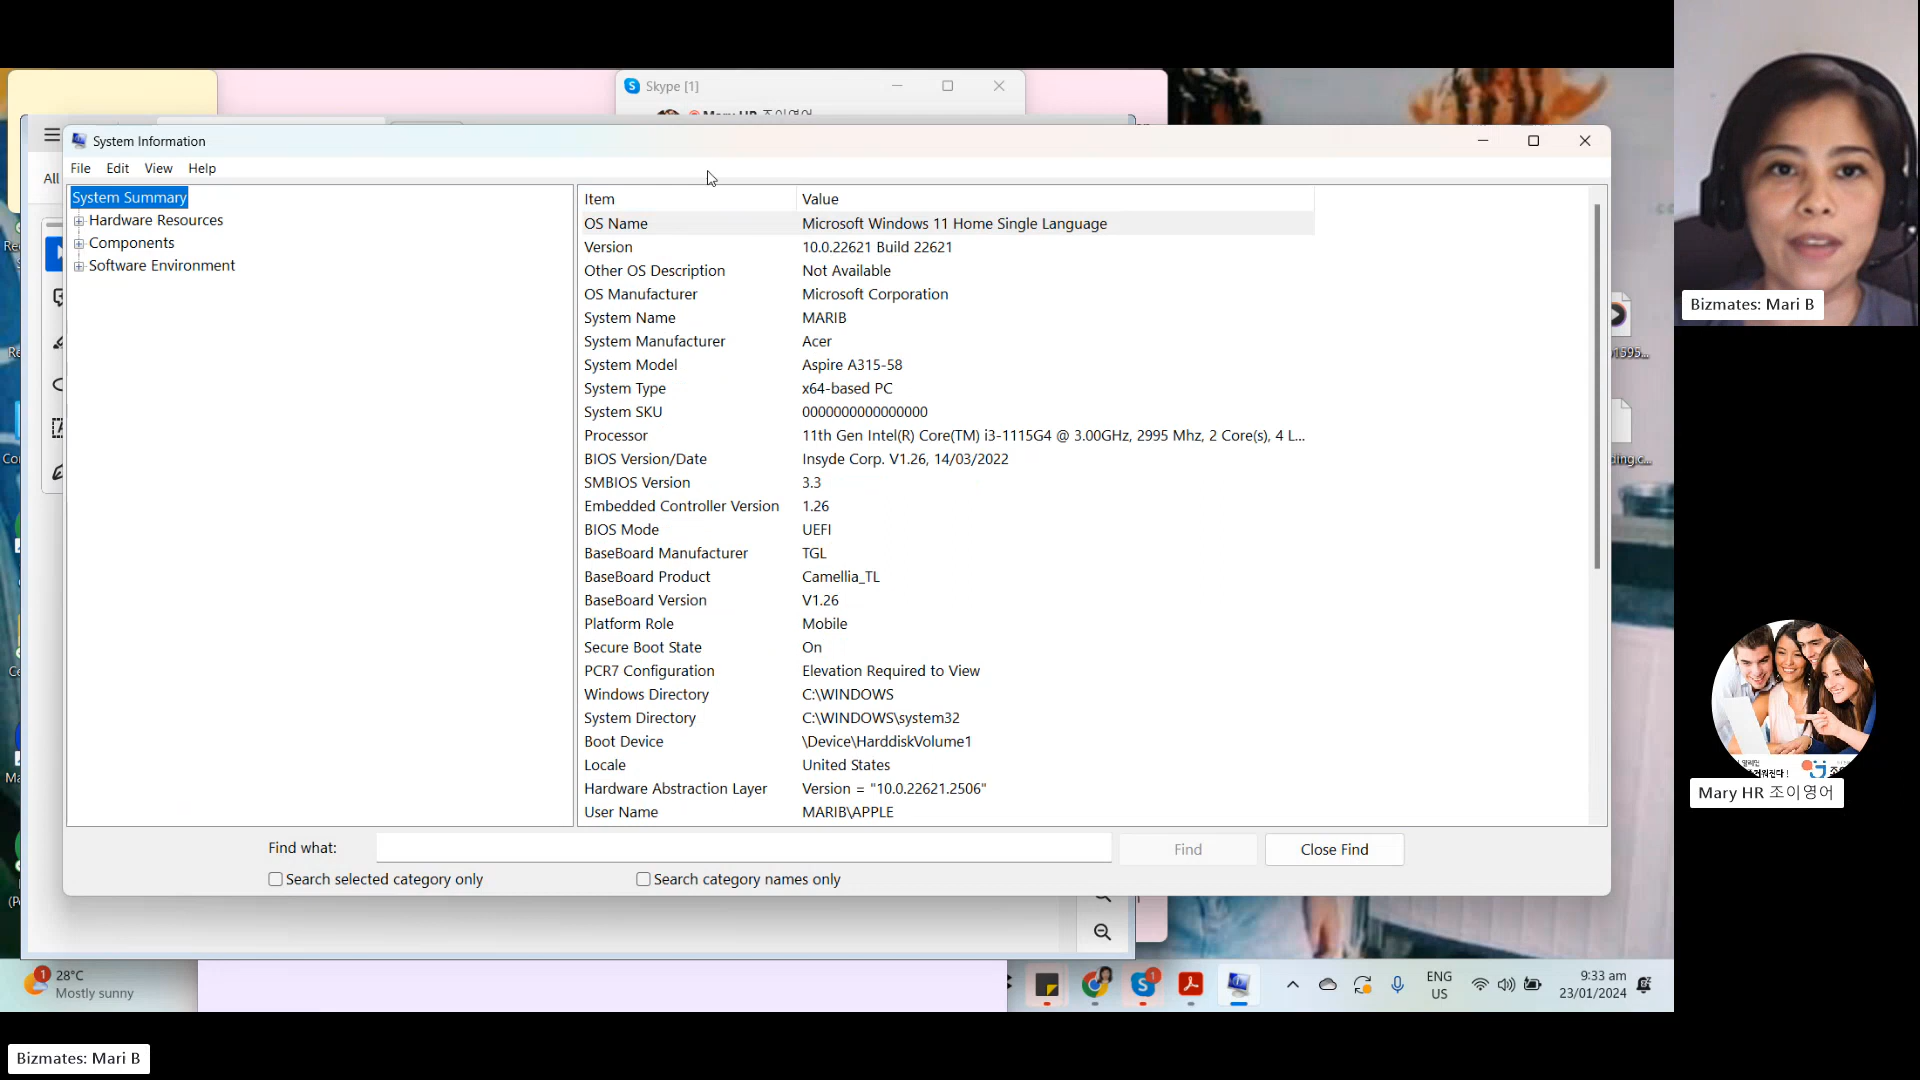 Skype [1]
Mary HR 조이영어
System Information
File Edit View Help
All
System Summary
Hardware Resources
Components
Software Environment
Item Value
OS Name Microsoft Windows 11 Home Single Language
Version 10.0.22621 Build 22621
Other OS Description Not Available
OS Manufacturer Microsoft Corporation
System Name MARIB
System Manufacturer Acer
System Model Aspire A315-58
System Type x64-based PC
System SKU 0000000000000000
Processor 11th Gen Intel(R) Core(TM) i3-1115G4 @ 3.00GHz, 2995 Mhz, 2 Core(s), 4 L...
BIOS Version/Date Insyde Corp. V1.26, 14/03/2022
SMBIOS Version 3.3
Embedded Controller Version 1.26
BIOS Mode UEFI
BaseBoard Manufacturer TGL
BaseBoard Product Camellia_TL
BaseBoard Version V1.26
Platform Role Mobile
Secure Boot State On
PCR7 Configuration Elevation Required to View
Windows Directory C:\WINDOWS
System Directory C:\WINDOWS\system32
Boot Device \Device\HarddiskVolume1
Locale United States
Hardware Abstraction Layer Version = "10.0.22621.2506"
User Name MARIB\APPLE
Find what: Find Close Find
Search selected category only Search category names only
1 28°C
Mostly sunny
1
ENG
US
9:33 am
23/01/2024
Bizmates: Mari B
Mary HR 조이영어
Bizmates: Mari B